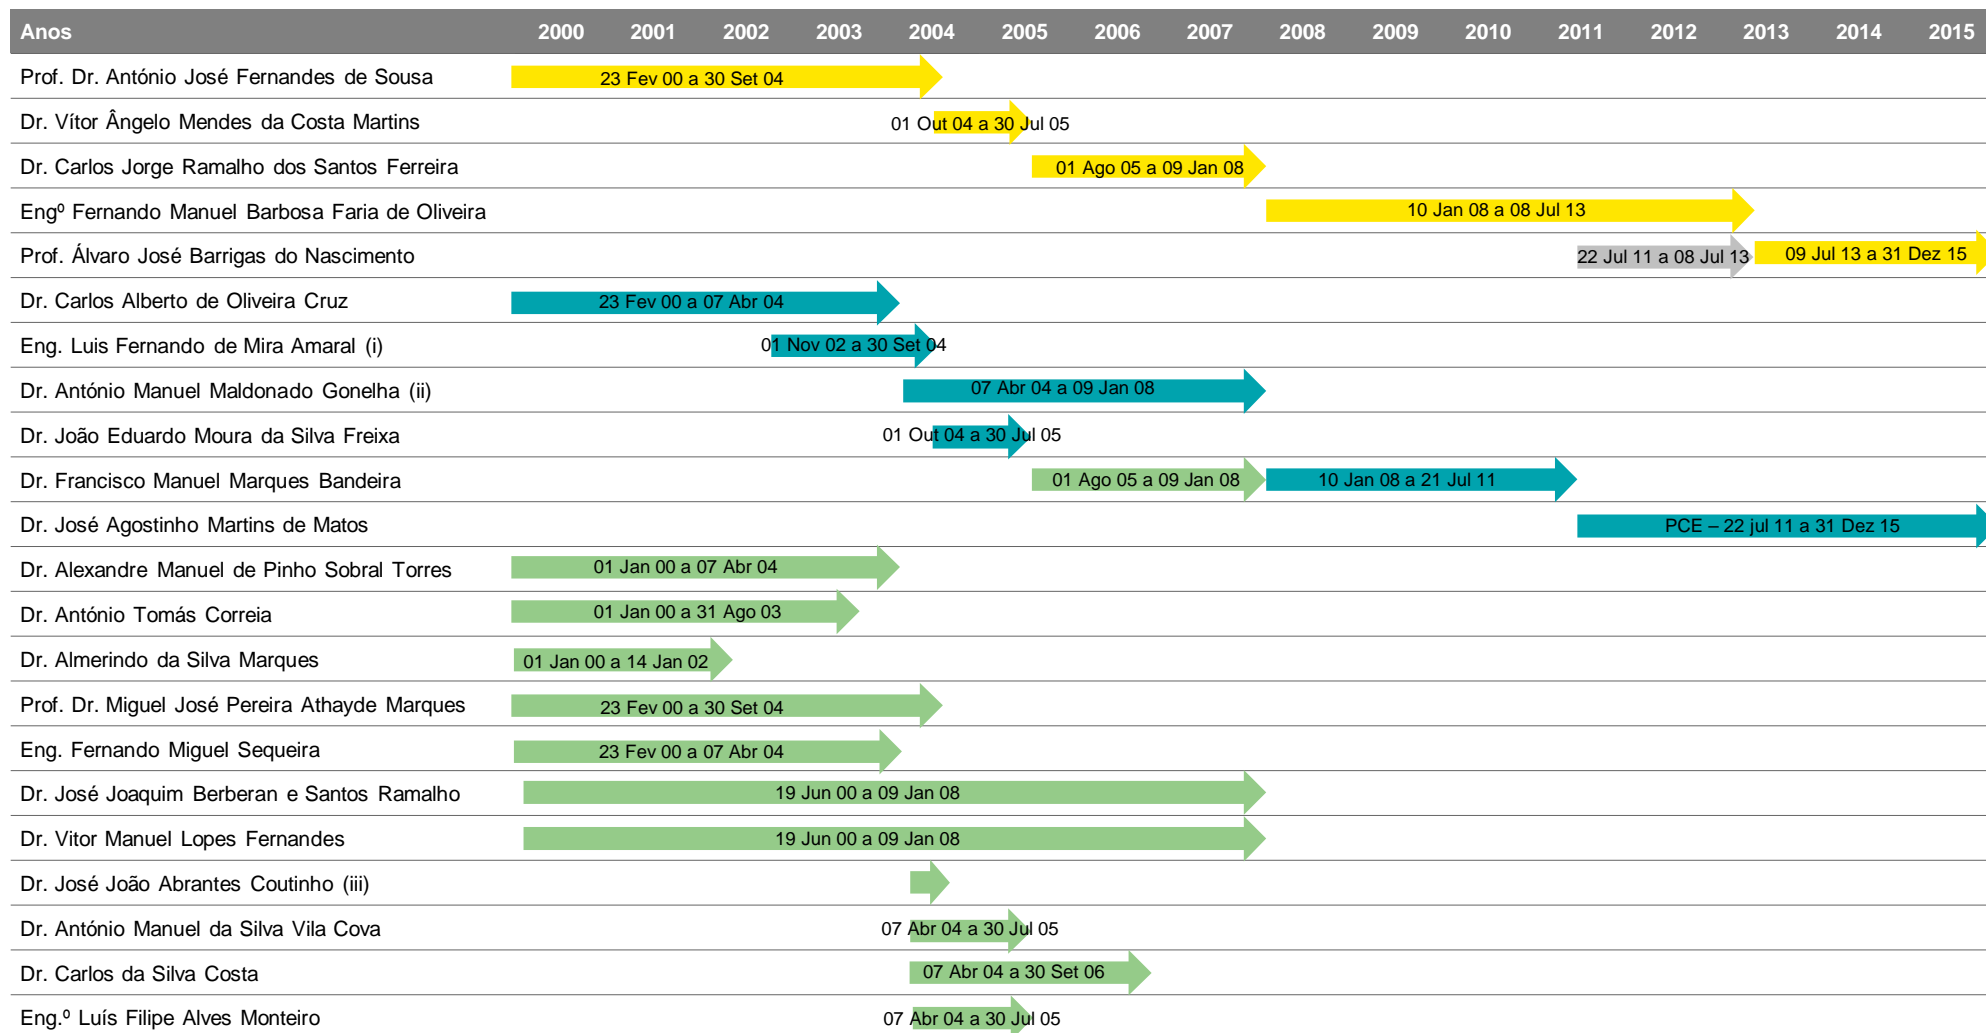 Anos 2000 2001 2002 2003 2004 2005 2006 2007 2008 2009 2010 2011 2012 2013 2014 2015
Prof. Dr. António José Fernandes de Sousa 23 Fev 00 a 30 Set 04
Dr. Vítor Ângelo Mendes da Costa Martins 01 Out 04 a 30 Jul 05
Dr. Carlos Jorge Ramalho dos Santos Ferreira 01 Ago 05 a 09 Jan 08
Engº Fernando Manuel Barbosa Faria de Oliveira 10 Jan 08 a 08 Jul 13
Prof. Álvaro José Barrigas do Nascimento 22 Jul 11 a 08 Jul 13 09 Jul 13 a 31 Dez 15
Dr. Carlos Alberto de Oliveira Cruz 23 Fev 00 a 07 Abr 04
Eng. Luis Fernando de Mira Amaral (i) 01 Nov 02 a 30 Set 04
Dr. António Manuel Maldonado Gonelha (ii) 07 Abr 04 a 09 Jan 08
Dr. João Eduardo Moura da Silva Freixa 01 Out 04 a 30 Jul 05
Dr. Francisco Manuel Marques Bandeira 01 Ago 05 a 09 Jan 08 10 Jan 08 a 21 Jul 11
Dr. José Agostinho Martins de Matos PCE – 22 jul 11 a 31 Dez 15
Dr. Alexandre Manuel de Pinho Sobral Torres 01 Jan 00 a 07 Abr 04
Dr. António Tomás Correia 01 Jan 00 a 31 Ago 03
Dr. Almerindo da Silva Marques 01 Jan 00 a 14 Jan 02
Prof. Dr. Miguel José Pereira Athayde Marques 23 Fev 00 a 30 Set 04
Eng. Fernando Miguel Sequeira 23 Fev 00 a 07 Abr 04
Dr. José Joaquim Berberan e Santos Ramalho 19 Jun 00 a 09 Jan 08
Dr. Vitor Manuel Lopes Fernandes 19 Jun 00 a 09 Jan 08
Dr. José João Abrantes Coutinho (iii)
Dr. António Manuel da Silva Vila Cova 07 Abr 04 a 30 Jul 05
Dr. Carlos da Silva Costa 07 Abr 04 a 30 Set 06
Eng.º Luís Filipe Alves Monteiro 07 Abr 04 a 30 Jul 05